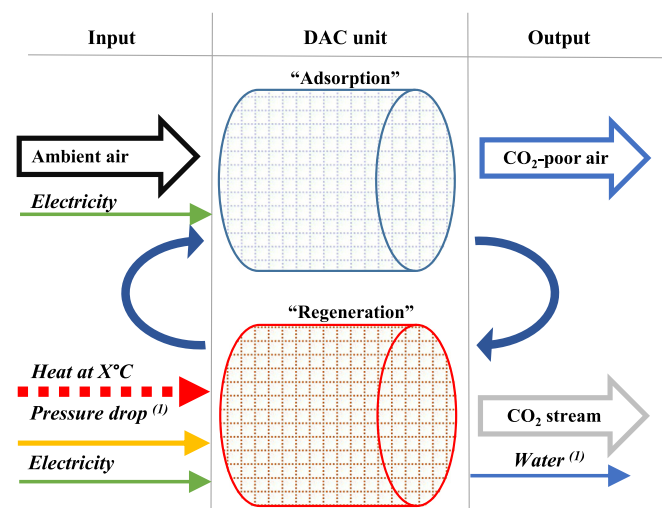 Input DAC unit Output
“Adsorption”
Ambient air
CO₂-poor air
Electricity
“Regeneration”
Heat at X°C
Pressure drop ⁽¹⁾
CO₂ stream
Electricity
Water ⁽¹⁾